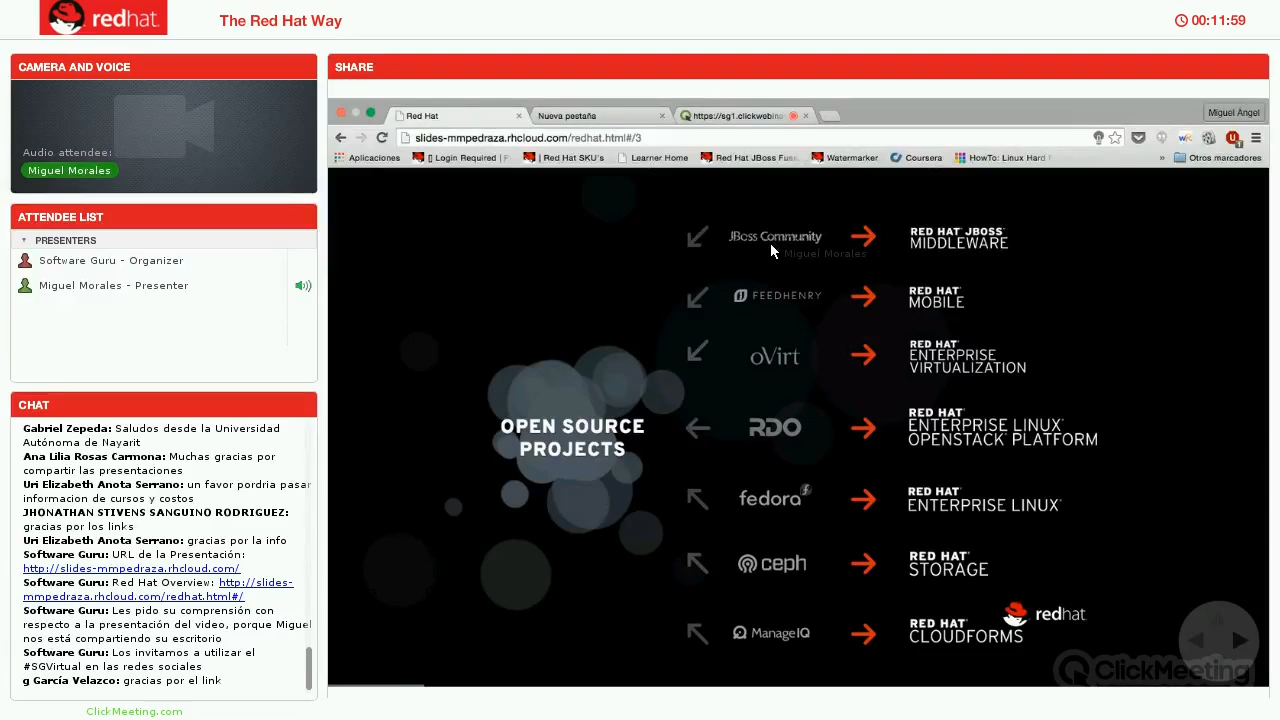 redhat.
The Red Hat Way
00:11:59
CAMERA AND VOICE
Audio attendees
Miguel Morales
ATTENDEE LIST
PRESENTERS
Software Guru - Organizer
Miguel Morales - Presenter
CHAT
Gabriel Zepeda: Saludos desde la Universidad
Autónoma de Nayarit
Ana Lilia Rosas Carmona: Muchas gracias por
compartir las presentaciones
Uri Elizabeth Anota Serrano: un favor pordria pasar
informacion de cursos y costos
JHONATHAN STIVENS SANGUINO RODRIGUEZ:
gracias por los links
Uri Elizabeth Anota Serrano: gracias por la info
Software Guru: URL de la Presentación:
http://slides-mmpedraza.rhcloud.com/
Software Guru: Red Hat Overview: http://slides-
mmpedraza.rhcloud.com/redhat.html#/
Software Guru: Les pido su comprensión con
respecto a la presentación del video, porque Miguel
nos está compartiendo su escritorio
Software Guru: Los invitamos a utilizar el
#SGVirtual en las redes sociales
g García Velazco: gracias por el link
ClickMeeting.com
SHARE
Red Hat
Nueva pestaña
https://sg1.clickwebina
Miguel Ángel
slides-mmpedraza.rhcloud.com/redhat.html#/3
Aplicaciones
[] Login Required | F
| Red Hat SKU's
Learner Home
Red Hat JBoss Fus
Watermarker
Coursera
HowTo: Linux Hard
»
Otros marcadores
OPEN SOURCE
PROJECTS
JBoss Community
Miguel Morales
RED HAT JBOSS
MIDDLEWARE
FEEDHENRY
RED HAT
MOBILE
oVirt
RED HAT
ENTERPRISE
VIRTUALIZATION
RDO
RED HAT
ENTERPRISE LINUX
OPENSTACK PLATFORM
fedora
RED HAT
ENTERPRISE LINUX
ceph
RED HAT
STORAGE
ManageIQ
RED HAT
CLOUDFORMS
redhat
ClickMeeting